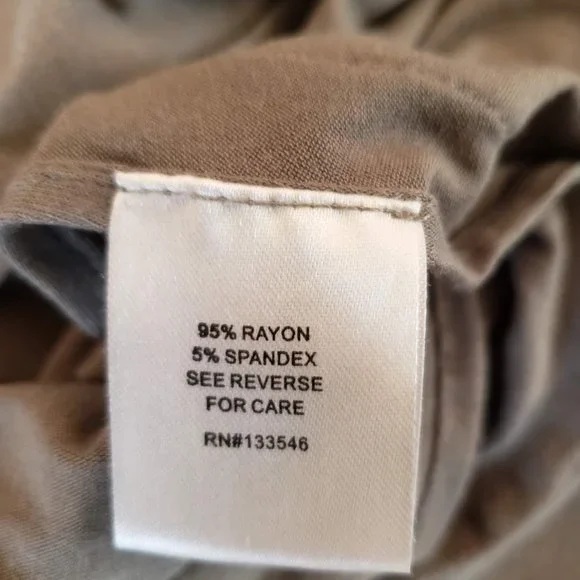 95% RAYON
5% SPANDEX
SEE REVERSE
FOR CARE
RN#133546